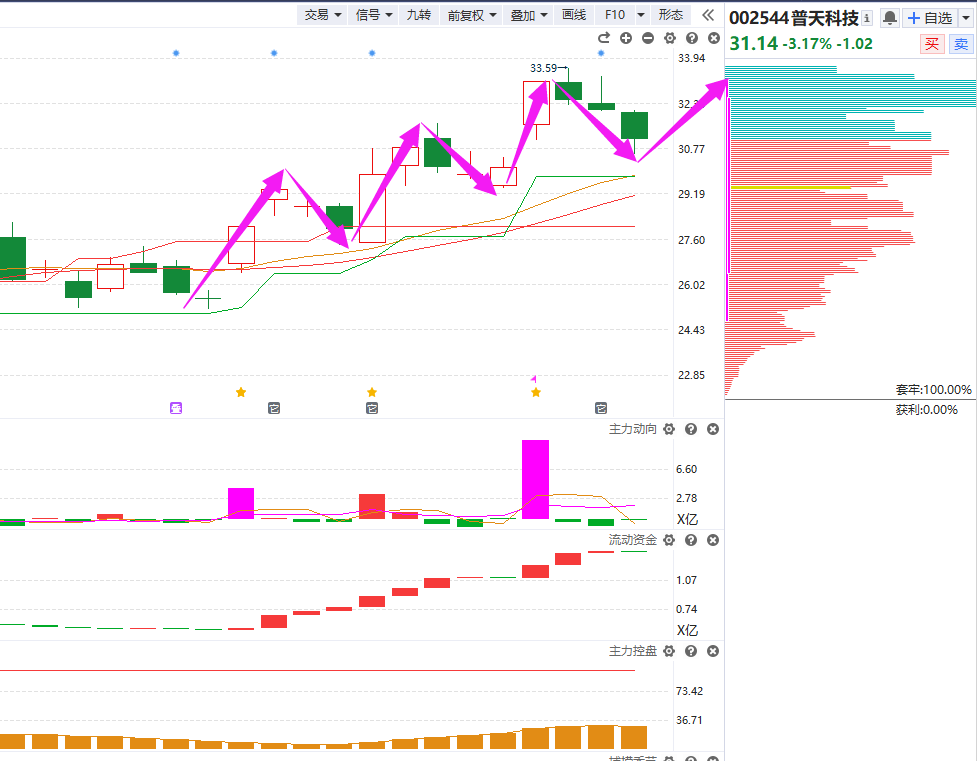 交易 信号 九转 前复权 叠加 画线 F10 形态
002544 普天科技
自选
31.14 -3.17% -1.02
买 卖
33.94
33.59
30.77
29.19
27.60
26.02
24.43
22.85
套牢:100.00%
获利:0.00%
主力动向
6.60
2.78
X亿
流动资金
1.07
0.74
X亿
主力控盘
73.42
36.71